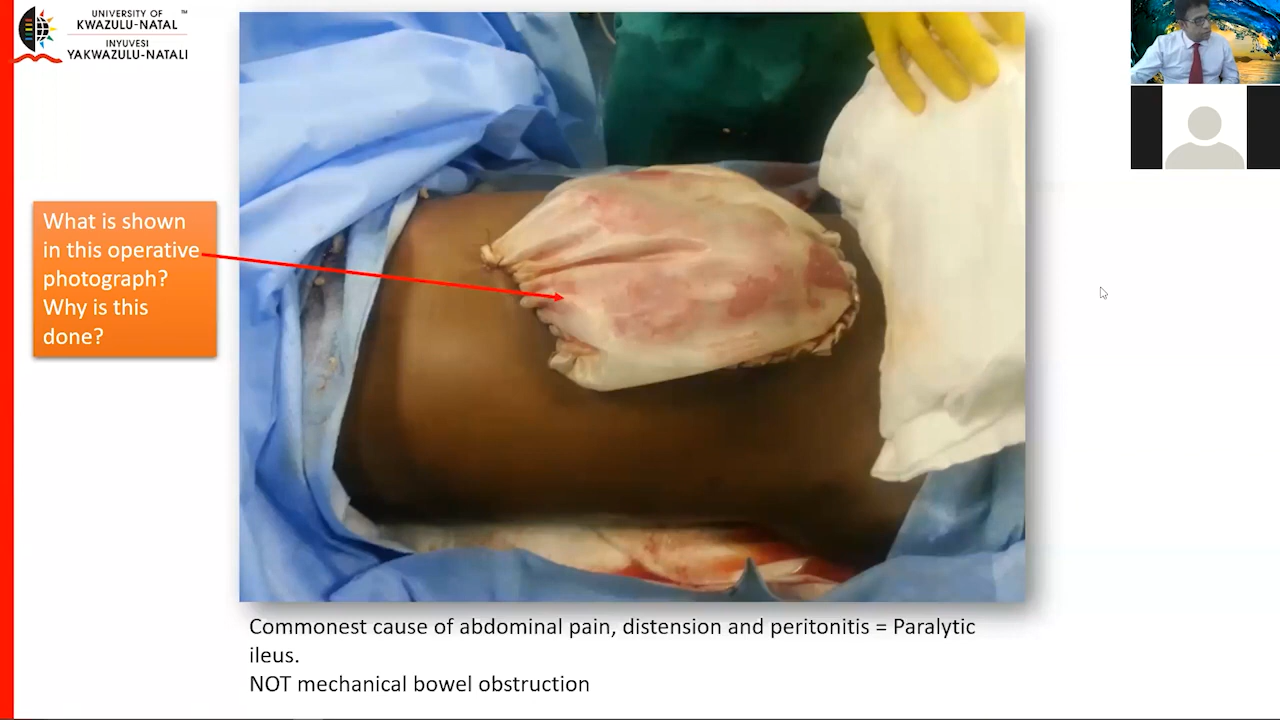 UNIVERSITY OF
KWAZULU-NATAL
TM
INYUVESI
YAKWAZULU-NATALI
What is shown
in this operative
photograph?
Why is this
done?
Commonest cause of abdominal pain, distension and peritonitis = Paralytic
ileus.
NOT mechanical bowel obstruction